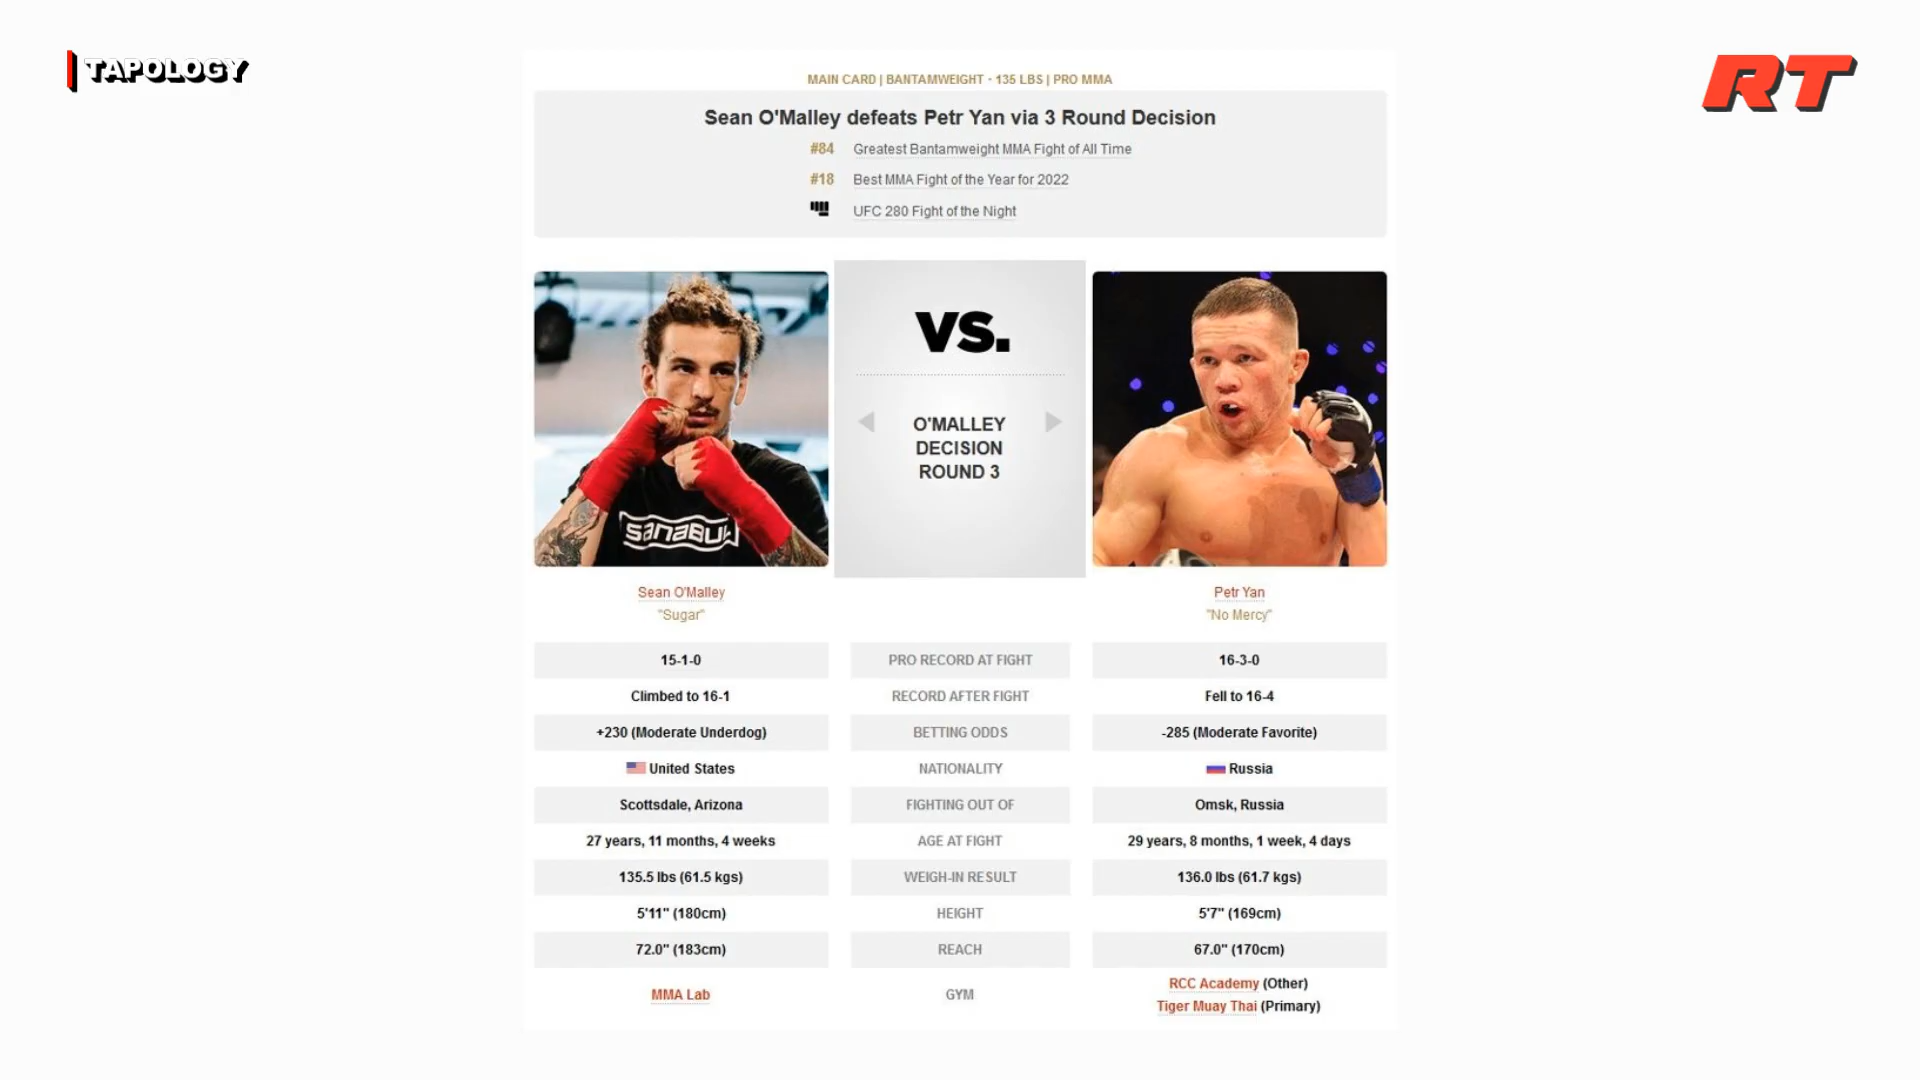 TAPOLOGY
RT
MAIN CARD | BANTAMWEIGHT · 135 LBS | PRO MMA
Sean O'Malley defeats Petr Yan via 3 Round Decision
#84 Greatest Bantamweight MMA Fight of All Time
#18 Best MMA Fight of the Year for 2022
UFC 280 Fight of the Night
VS.
O'MALLEY
DECISION
ROUND 3
sanabul
Sean O'Malley Petr Yan
"Sugar" "No Mercy"
15-1-0 PRO RECORD AT FIGHT 16-3-0
Climbed to 16-1 RECORD AFTER FIGHT Fell to 16-4
+230 (Moderate Underdog) BETTING ODDS -285 (Moderate Favorite)
United States NATIONALITY Russia
Scottsdale, Arizona FIGHTING OUT OF Omsk, Russia
27 years, 11 months, 4 weeks AGE AT FIGHT 29 years, 8 months, 1 week, 4 days
135.5 lbs (61.5 kgs) WEIGH-IN RESULT 136.0 lbs (61.7 kgs)
5'11" (180cm) HEIGHT 5'7" (169cm)
72.0" (183cm) REACH 67.0" (170cm)
MMA Lab GYM RCC Academy (Other)
Tiger Muay Thai (Primary)